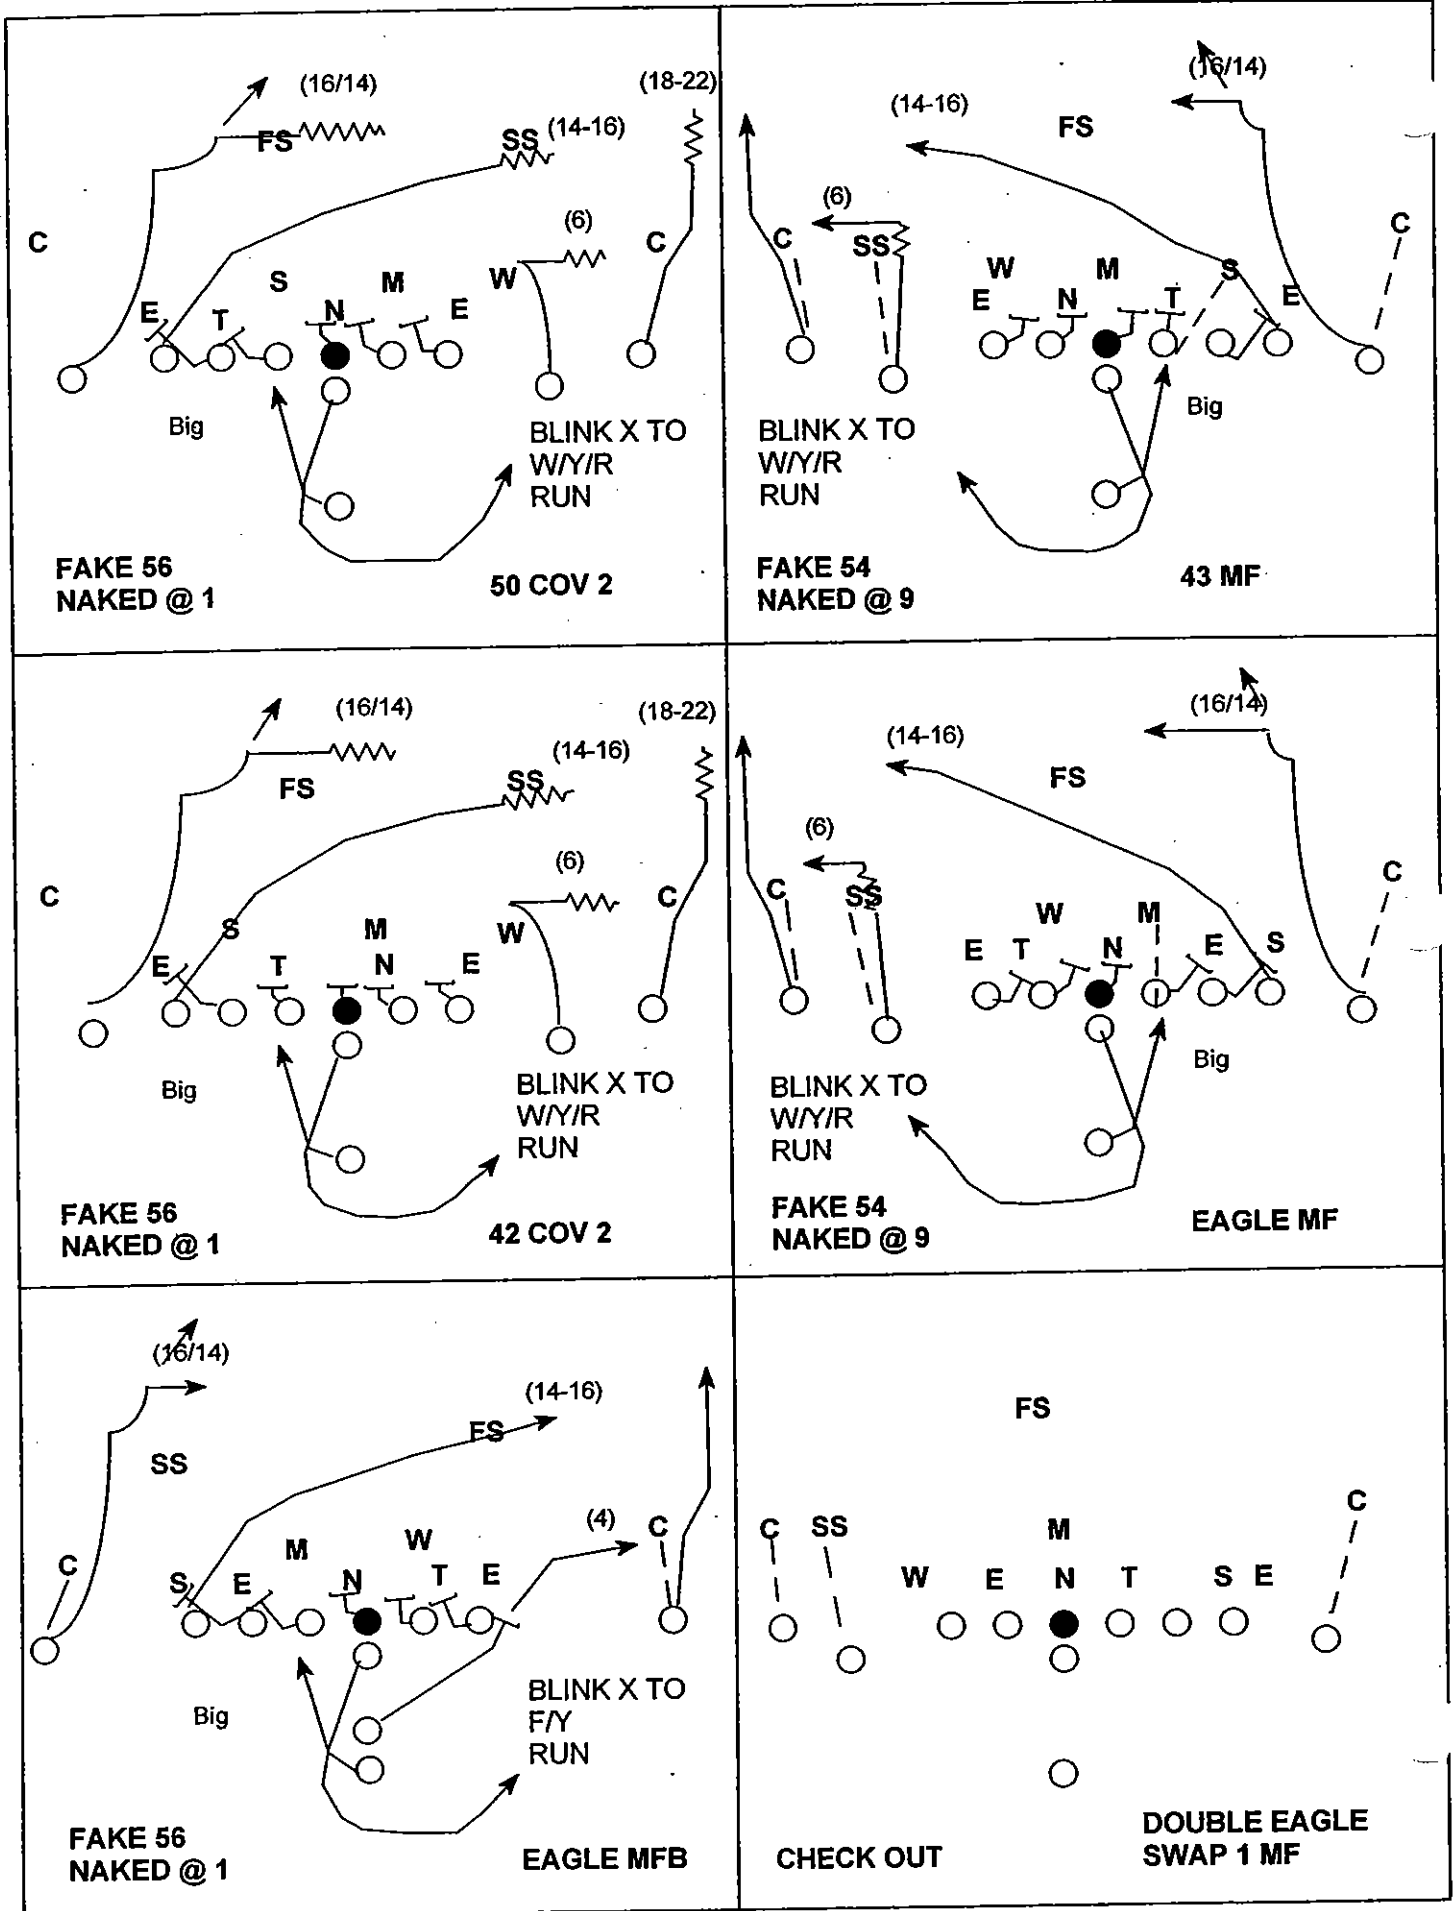 (16/14)
(18-22)
FS
SS (14-16)
(6)
C
C
W
S
M
E
T
N
E
Big
BLINK X TO
W/Y/R
RUN
FAKE 56
NAKED @ 1
50 COV 2
(16/14)
(14-16)
FS
(6)
C
C
SS
W
M
S
E
N
T
E
Big
BLINK X TO
W/Y/R
RUN
FAKE 54
NAKED @ 9
43 MF
(16/14)
(18-22)
(14-16)
FS
SS
(6)
C
C
S
M
W
E
T
N
E
Big
BLINK X TO
W/Y/R
RUN
FAKE 56
NAKED @ 1
42 COV 2
(16/14)
(14-16)
FS
(6)
C
C
SS
W
M
E
T
N
E
S
Big
BLINK X TO
W/Y/R
RUN
FAKE 54
NAKED @ 9
EAGLE MF
(16/14)
(14-16)
FS
SS
(4)
C
C
M
W
S
E
N
T
E
Big
BLINK X TO
F/Y
RUN
FAKE 56
NAKED @ 1
EAGLE MFB
FS
C
C
SS
M
W
E
N
T
S
E
CHECK OUT
DOUBLE EAGLE
SWAP 1 MF